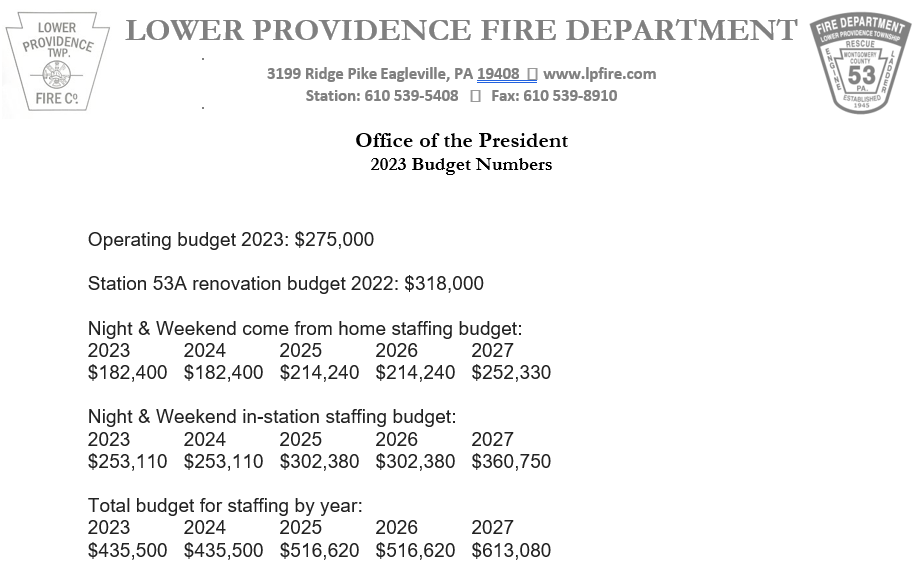 LOWER
PROVIDENCE
TWP.
FIRE Cº.
LOWER PROVIDENCE FIRE DEPARTMENT
3199 Ridge Pike Eagleville, PA 19408 □ www.lpfire.com
Station: 610 539-5408 □ Fax: 610 539-8910
FIRE DEPARTMENT
LOWER PROVIDENCE TOWNSHIP
RESCUE
ENGINE
MONTGOMERY
COUNTY
53
PA.
LADDER
ESTABLISHED
1945
Office of the President
2023 Budget Numbers
Operating budget 2023: $275,000
Station 53A renovation budget 2022: $318,000
Night & Weekend come from home staffing budget:
2023 2024 2025 2026 2027
$182,400 $182,400 $214,240 $214,240 $252,330
Night & Weekend in-station staffing budget:
2023 2024 2025 2026 2027
$253,110 $253,110 $302,380 $302,380 $360,750
Total budget for staffing by year:
2023 2024 2025 2026 2027
$435,500 $435,500 $516,620 $516,620 $613,080